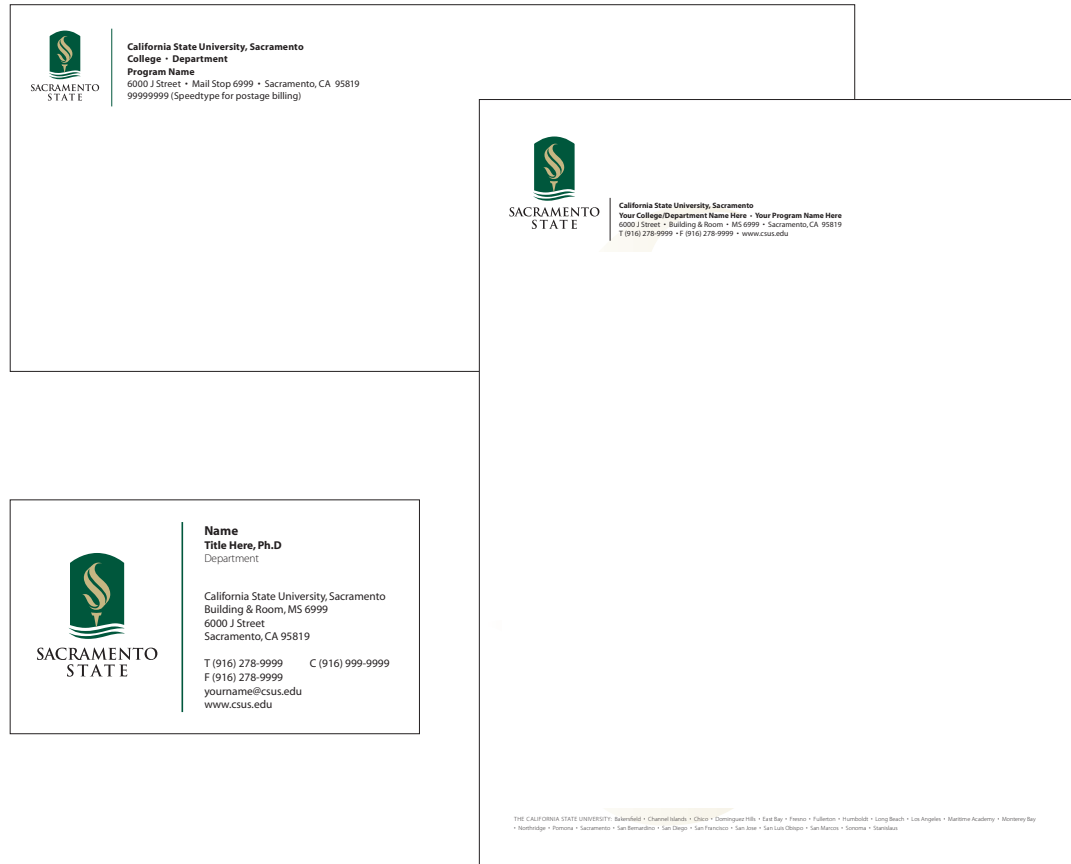 SACRAMENTO
STATE
California State University, Sacramento
College • Department
Program Name
6000 J Street • Mail Stop 6999 • Sacramento, CA 95819
99999999 (Speedtype for postage billing)
SACRAMENTO
STATE
California State University, Sacramento
Your College/Department Name Here • Your Program Name Here
6000 J Street • Building & Room • MS 6999 • Sacramento, CA 95819
T (916) 278-9999 • F (916) 278-9999 • www.csus.edu
SACRAMENTO
STATE
Name
Title Here, Ph.D
Department
California State University, Sacramento
Building & Room, MS 6999
6000 J Street
Sacramento, CA 95819
T (916) 278-9999 C (916) 999-9999
F (916) 278-9999
yourname@csus.edu
www.csus.edu
THE CALIFORNIA STATE UNIVERSITY: Bakersfield • Channel Islands • Chico • Dominguez Hills • East Bay • Fresno • Fullerton • Humboldt • Long Beach • Los Angeles • Maritime Academy • Monterey Bay
• Northridge • Pomona • Sacramento • San Bernardino • San Diego • San Francisco • San Jose • San Luis Obispo • San Marcos • Sonoma • Stanislaus